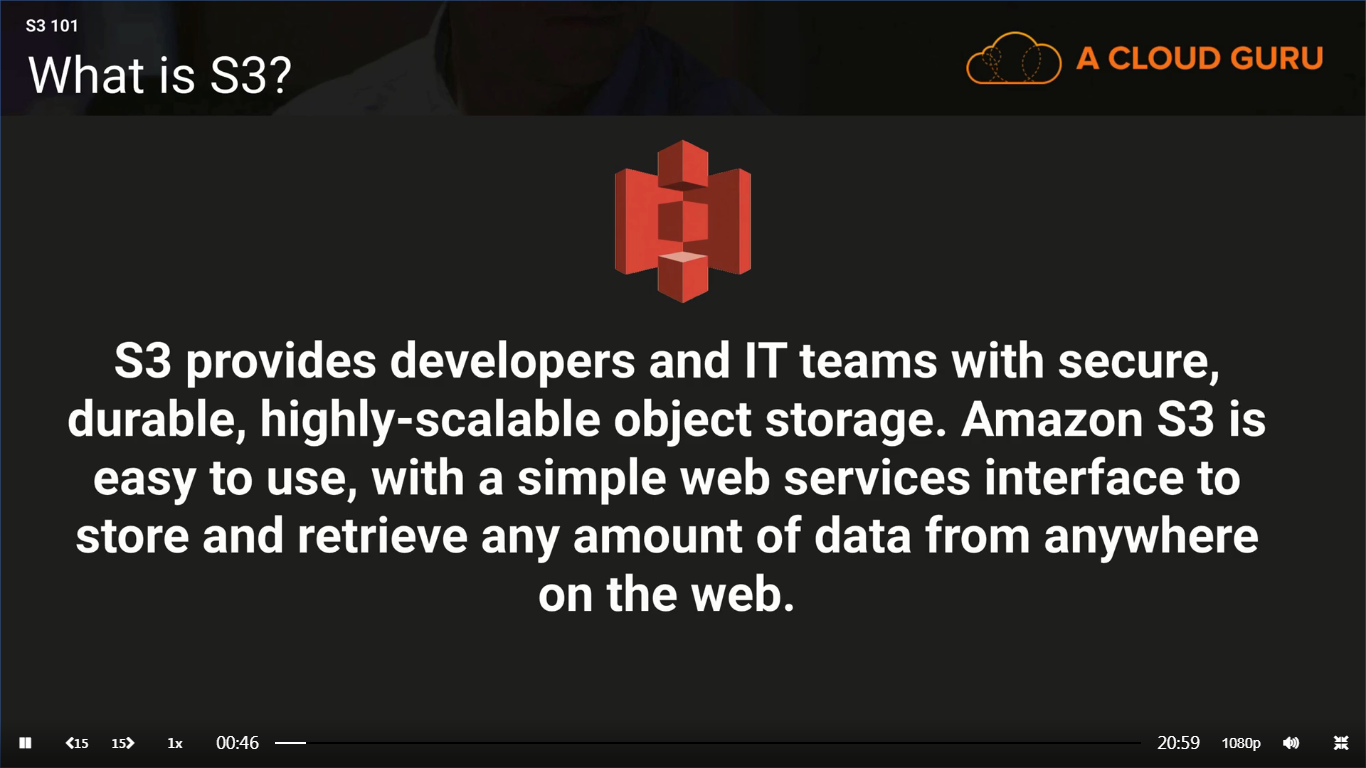 S3 101
What is S3?
A CLOUD GURU
S3 provides developers and IT teams with secure,
durable, highly-scalable object storage. Amazon S3 is
easy to use, with a simple web services interface to
store and retrieve any amount of data from anywhere
on the web.
15 15 1x 00:46 20:59 1080p